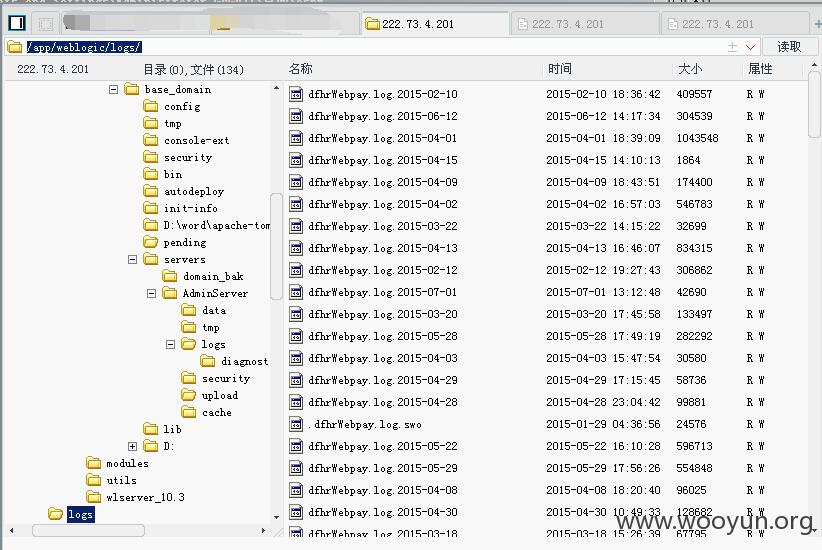 222.73.4.201
222.73.4.201
222.73.4.201
/app/weblogic/logs/
读取
222.73.4.201
目录(0),文件(134)
名称 时间 大小 属性
base_domain
config
tmp
console-ext
security
bin
autodeploy
init-info
D:\word\apache-tom
pending
servers
domain_bak
AdminServer
data
tmp
logs
diagnost
security
upload
cache
lib
D:
modules
utils
wlserver_10.3
logs
dfhrWebpay.log.2015-02-10 2015-02-10 18:36:42 409557 R W
dfhrWebpay.log.2015-06-12 2015-06-12 14:17:34 304539 R W
dfhrWebpay.log.2015-04-01 2015-04-01 18:39:09 1043548 R W
dfhrWebpay.log.2015-04-15 2015-04-15 14:10:13 1864 R W
dfhrWebpay.log.2015-04-09 2015-04-09 18:43:51 174400 R W
dfhrWebpay.log.2015-04-02 2015-04-02 16:57:03 546783 R W
dfhrWebpay.log.2015-03-22 2015-03-22 14:15:22 32699 R W
dfhrWebpay.log.2015-04-13 2015-04-13 16:46:07 834315 R W
dfhrWebpay.log.2015-02-12 2015-02-12 19:27:43 306862 R W
dfhrWebpay.log.2015-07-01 2015-07-01 13:12:48 42690 R W
dfhrWebpay.log.2015-03-20 2015-03-20 17:45:58 133497 R W
dfhrWebpay.log.2015-05-28 2015-05-28 17:49:19 282292 R W
dfhrWebpay.log.2015-04-03 2015-04-03 15:47:54 30580 R W
dfhrWebpay.log.2015-04-29 2015-04-29 17:15:45 58736 R W
dfhrWebpay.log.2015-04-28 2015-04-28 23:04:42 99881 R W
.dfhrWebpay.log.swo 2015-01-29 04:36:56 24576 R W
dfhrWebpay.log.2015-05-22 2015-05-22 16:10:28 596713 R W
dfhrWebpay.log.2015-05-29 2015-05-29 17:56:26 554848 R W
dfhrWebpay.log.2015-04-08 2015-04-08 18:20:40 96025 R W
dfhrWebpay.log.2015-04-30 2015-04-30 10:49:33 128682 R W
dfhrWebpay.log.2015-03-18 2015-03-18 15:26:39 67795 R W
www.wooyun.org